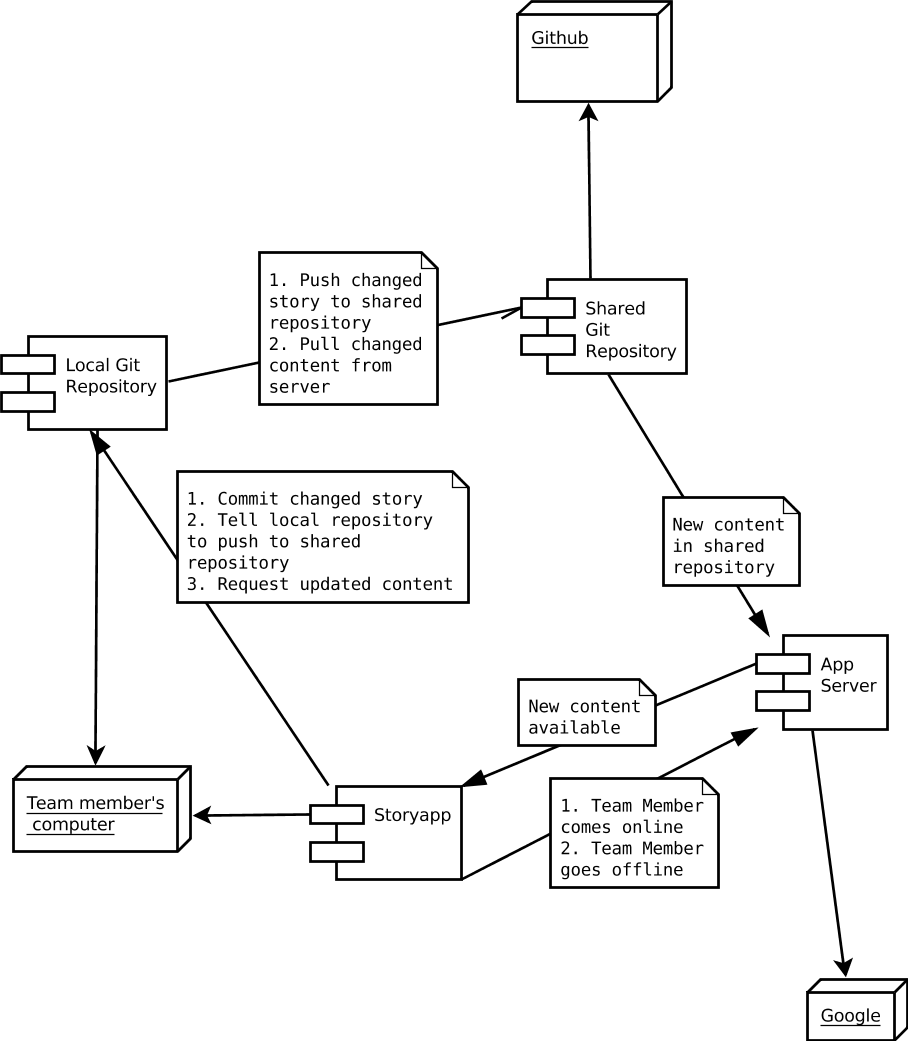 Github
1. Push changed
story to shared
repository
2. Pull changed
content from
server
Shared
Git
Repository
Local Git
Repository
1. Commit changed story
2. Tell local repository
to push to shared
repository
3. Request updated content
New content
in shared
repository
App
Server
New content
available
Team member's
computer
Storyapp
1. Team Member
comes online
2. Team Member
goes offline
Google